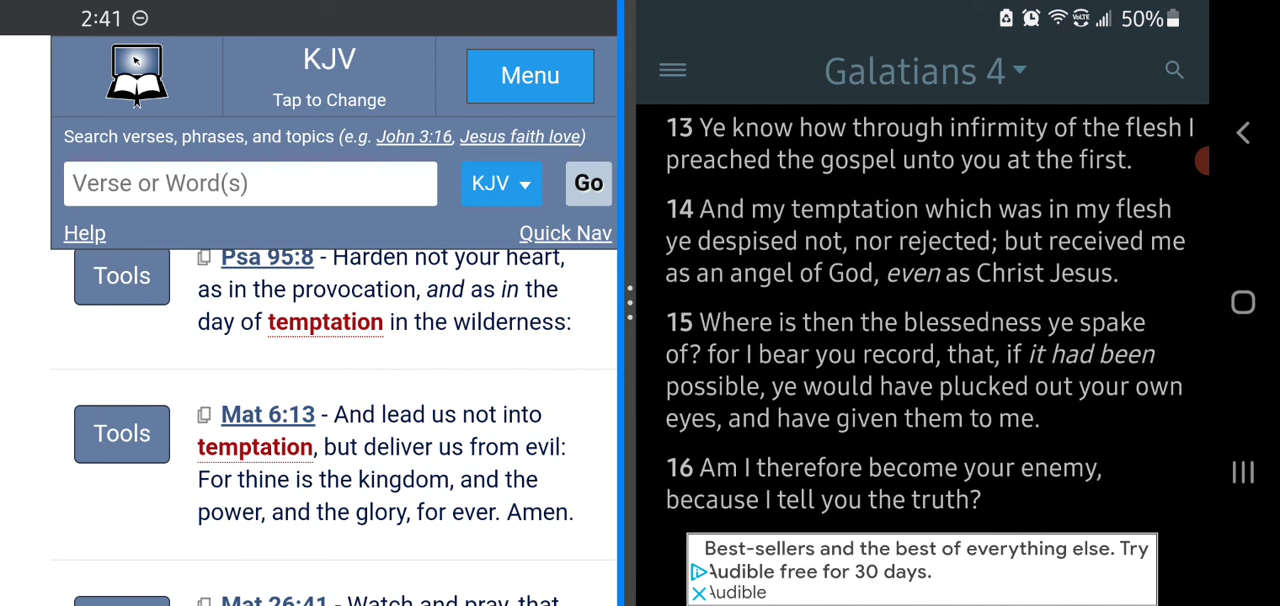 2:41
KJV
Tap to Change
Menu
Search verses, phrases, and topics (e.g. John 3:16, Jesus faith love)
Verse or Word(s)
KJV
Go
Help
Quick Nav
Tools
Psa 95:8 - Harden not your heart,
as in the provocation, and as in the
day of temptation in the wilderness:
Tools
Mat 6:13 - And lead us not into
temptation, but deliver us from evil:
For thine is the kingdom, and the
power, and the glory, for ever. Amen.
Mat 26:41 - Watch and pray, that
50%
Galatians 4
13 Ye know how through infirmity of the flesh I
preached the gospel unto you at the first.
14 And my temptation which was in my flesh
ye despised not, nor rejected; but received me
as an angel of God, even as Christ Jesus.
15 Where is then the blessedness ye spake
of? for I bear you record, that, if it had been
possible, ye would have plucked out your own
eyes, and have given them to me.
16 Am I therefore become your enemy,
because I tell you the truth?
Best-sellers and the best of everything else. Try
Audible free for 30 days.
Audible